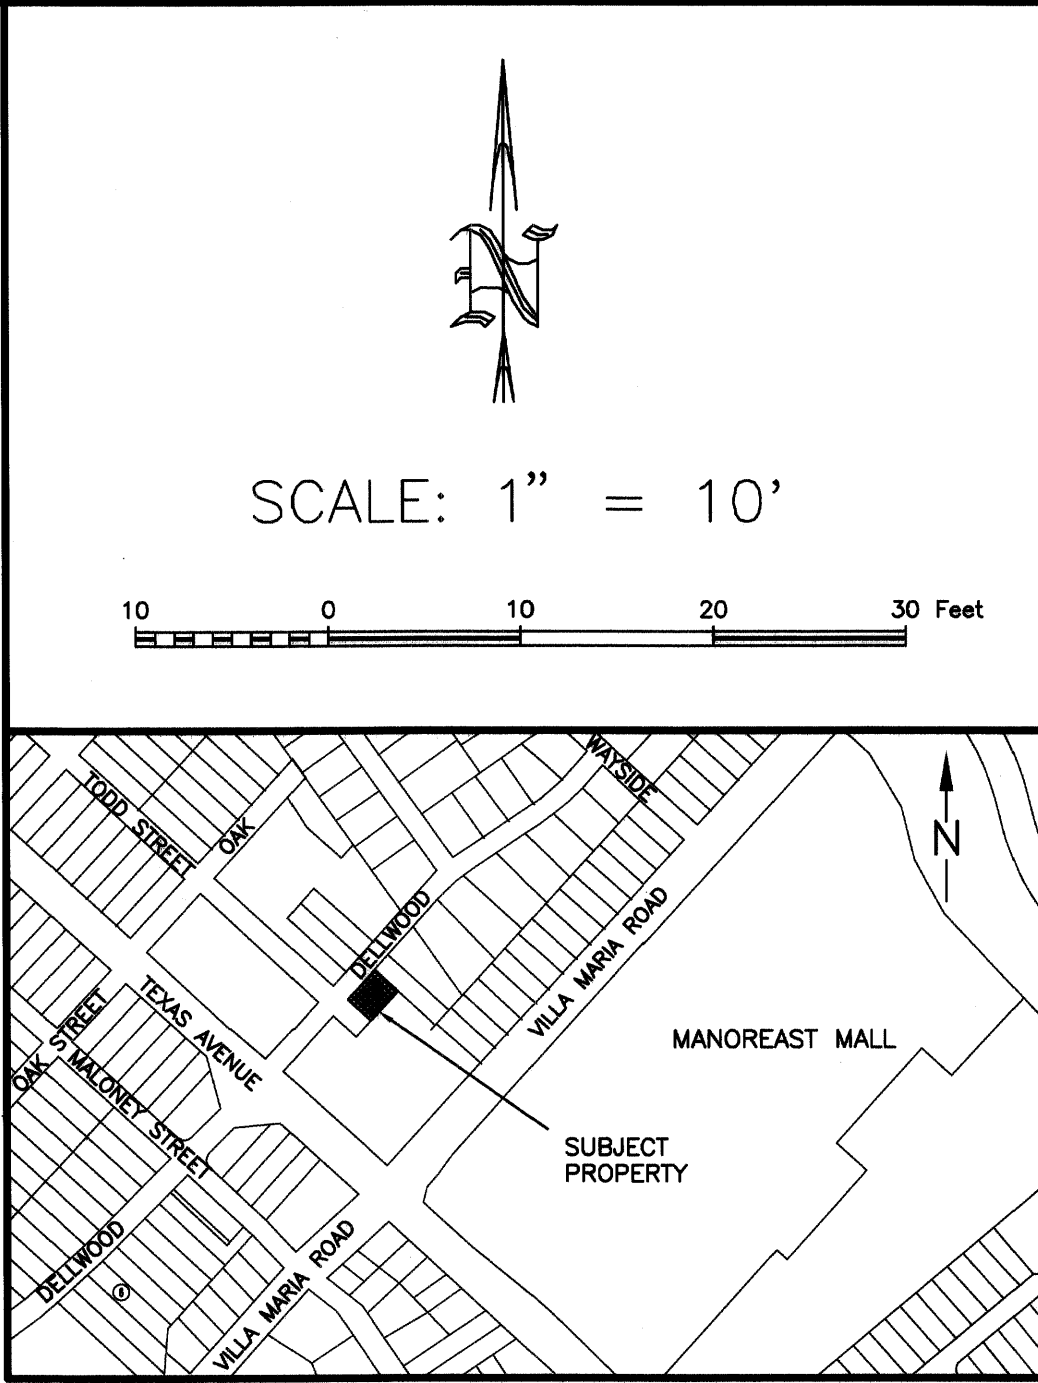 N
SCALE: 1" = 10'
10 0 10 20 30 Feet
WAYSIDE
TODD STREET
OAK
N
DELLWOOD
VILLA MARIA ROAD
TEXAS AVENUE
OAK STREET
MANOREAST MALL
MALONEY STREET
SUBJECT
PROPERTY
DELLWOOD
VILLA MARIA ROAD
6